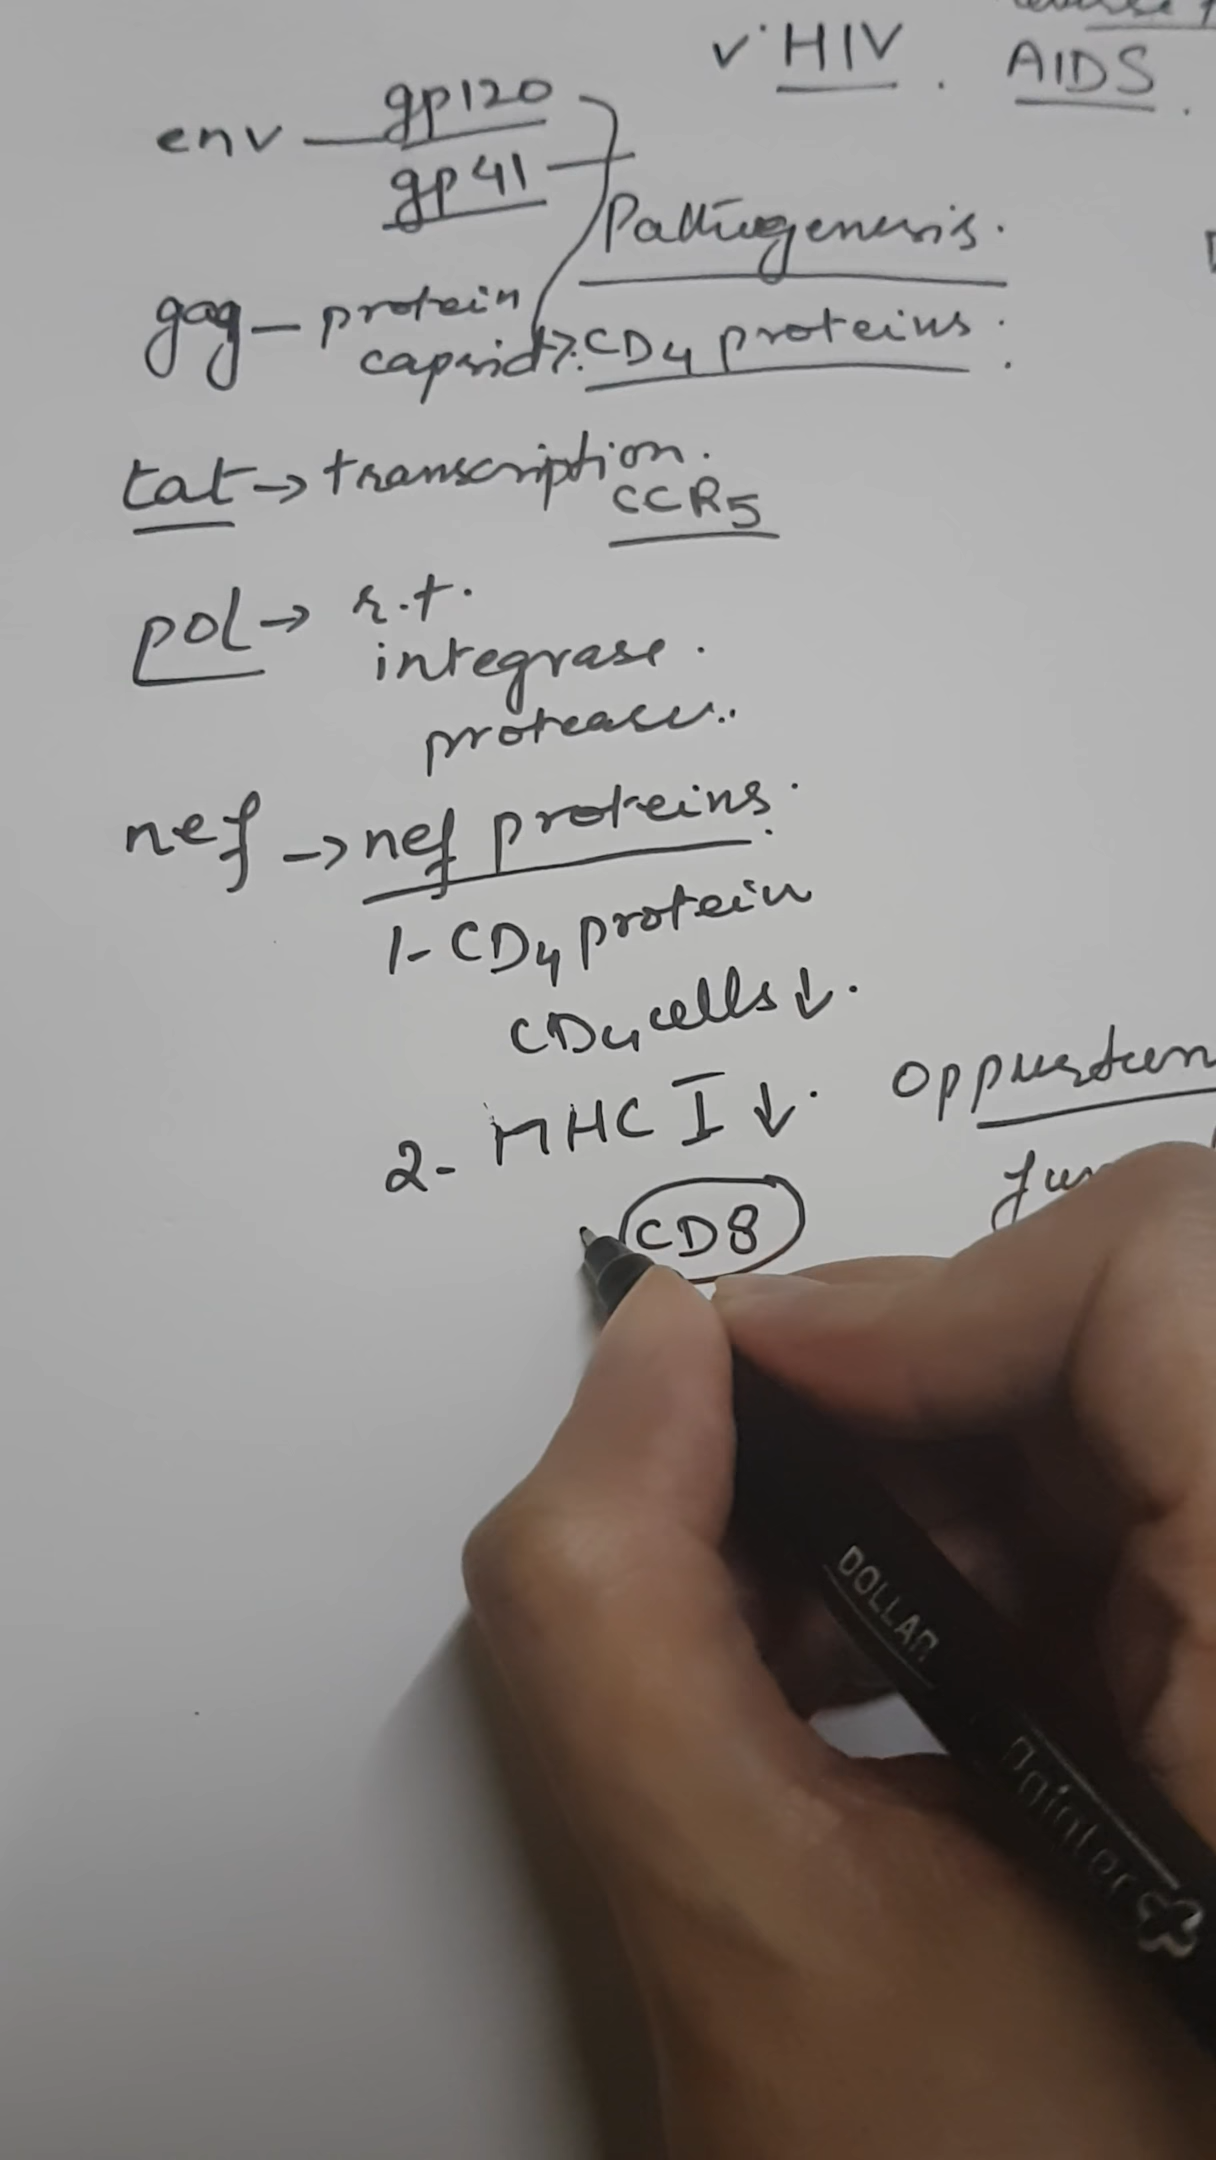 v HIV. AIDS.
env — gp120
gp41
Pathogenesis.
gag — protein
capsid CD4 proteins.
tat → transcription.
CCR5
pol → r.t.
integrase.
protease..
nef → nef proteins.
1- CD4 protein
CD4 cells ↓.
2- MHC I ↓.
CD8
DOLLAR
Pointer